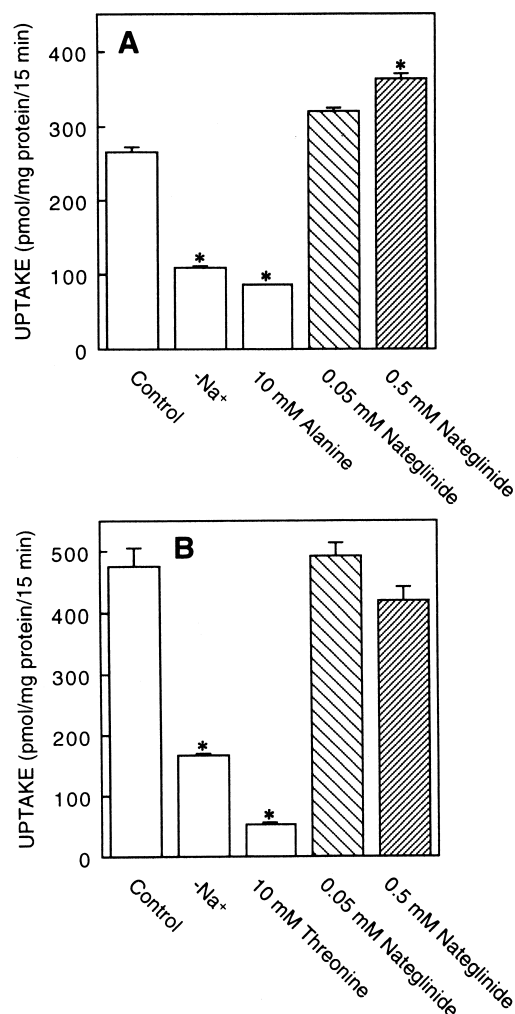 A
UPTAKE (pmol/mg protein/15 min)
400
300
200
100
0
*
*
*
Control
-Na⁺
10 mM Alanine
0.05 mM Nateglinide
0.5 mM Nateglinide
B
UPTAKE (pmol/mg protein/15 min)
500
400
300
200
100
0
*
*
Control
-Na⁺
10 mM Threonine
0.05 mM Nateglinide
0.5 mM Nateglinide